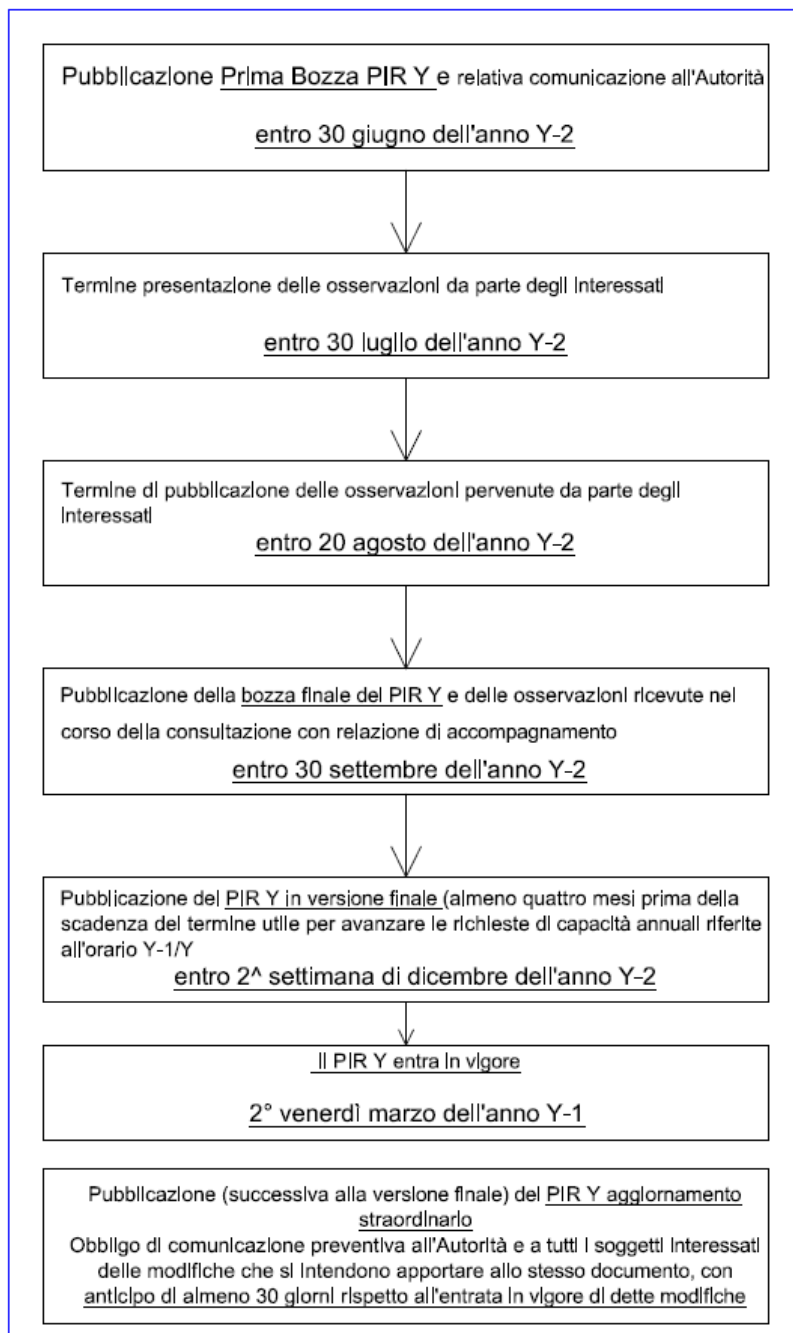 Pubblicazione Prima Bozza PIR Y e relativa comunicazione all'Autorità
entro 30 giugno dell'anno Y-2
Termine presentazione delle osservazioni da parte degli Interessati
entro 30 luglio dell'anno Y-2
Termine di pubblicazione delle osservazioni pervenute da parte degli
Interessati
entro 20 agosto dell'anno Y-2
Pubblicazione della bozza finale del PIR Y e delle osservazioni ricevute nel
corso della consultazione con relazione di accompagnamento
entro 30 settembre dell'anno Y-2
Pubblicazione del PIR Y in versione finale (almeno quattro mesi prima della
scadenza del termine utile per avanzare le richieste di capacità annuali riferite
all'orario Y-1/Y
entro 2^ settimana di dicembre dell'anno Y-2
Il PIR Y entra in vigore
2° venerdì marzo dell'anno Y-1
Pubblicazione (successiva alla versione finale) del PIR Y aggiornamento
straordinario
Obbligo di comunicazione preventiva all'Autorità e a tutti i soggetti interessati
delle modifiche che si intendono apportare allo stesso documento, con
anticipo di almeno 30 giorni rispetto all'entrata in vigore di dette modifiche